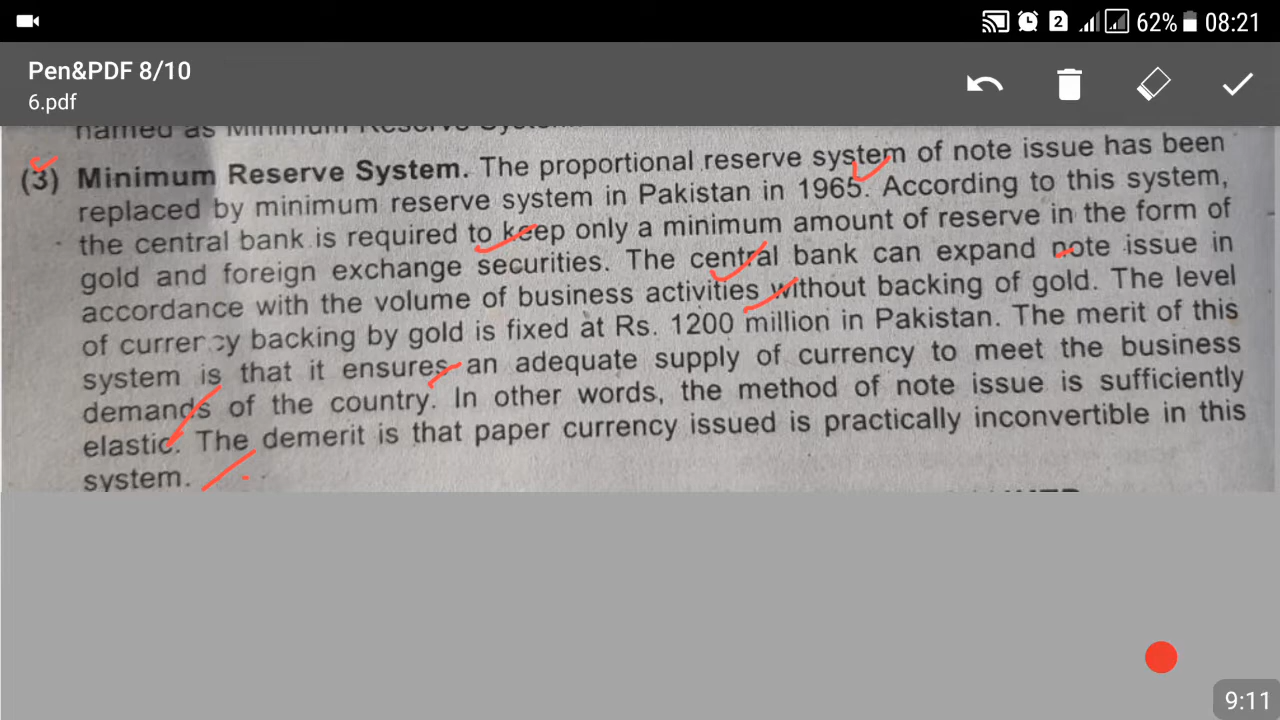 2 62% 08:21
Pen&PDF 8/10
6.pdf
named as Minimum Reserve System.
(3) Minimum Reserve System. The proportional reserve system of note issue has been
replaced by minimum reserve system in Pakistan in 1965. According to this system,
the central bank is required to keep only a minimum amount of reserve in the form of
gold and foreign exchange securities. The central bank can expand note issue in
accordance with the volume of business activities without backing of gold. The level
of currency backing by gold is fixed at Rs. 1200 million in Pakistan. The merit of this
system is that it ensures an adequate supply of currency to meet the business
demands of the country. In other words, the method of note issue is sufficiently
elastic. The demerit is that paper currency issued is practically inconvertible in this
system.
9:11